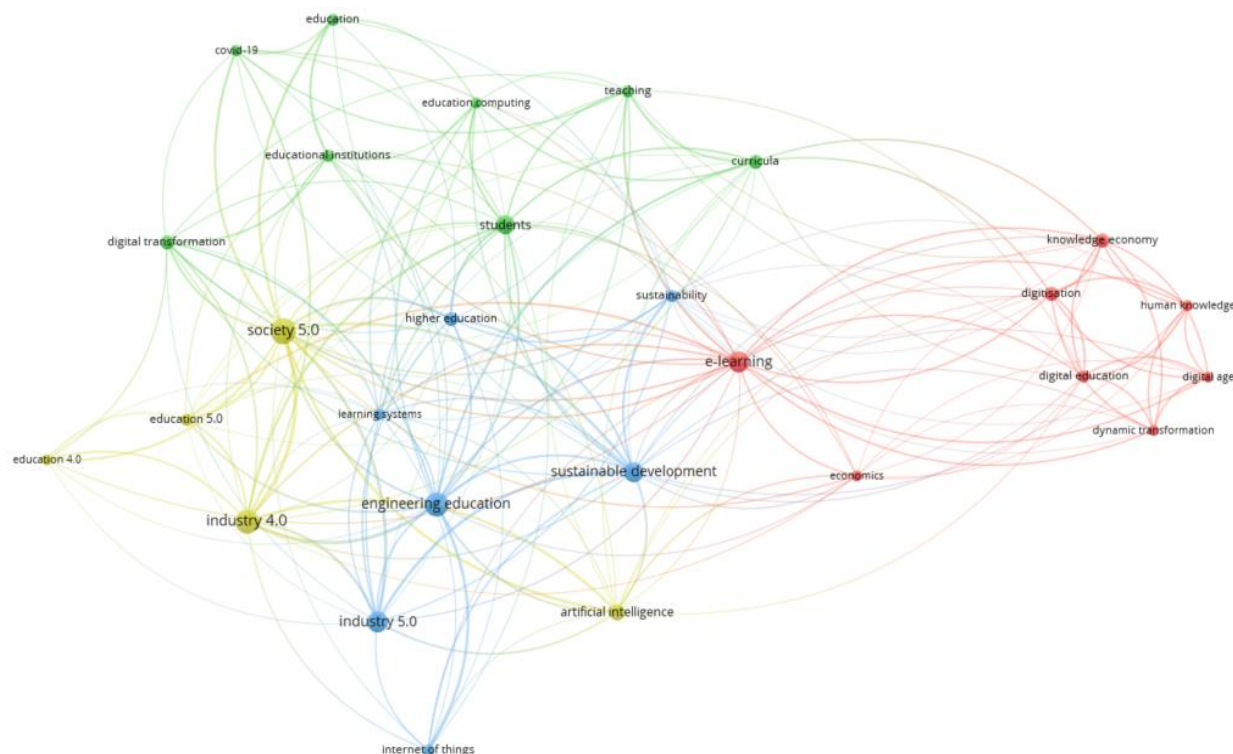 education
covid-19
teaching
education computing
educational institutions
curricula
students
digital transformation
knowledge economy
sustainability
digitisation
human knowledge
higher education
society 5.0
e-learning
digital education
digital age
learning systems
education 5.0
dynamic transformation
education 4.0
sustainable development
economics
engineering education
industry 4.0
artificial intelligence
industry 5.0
internet of things